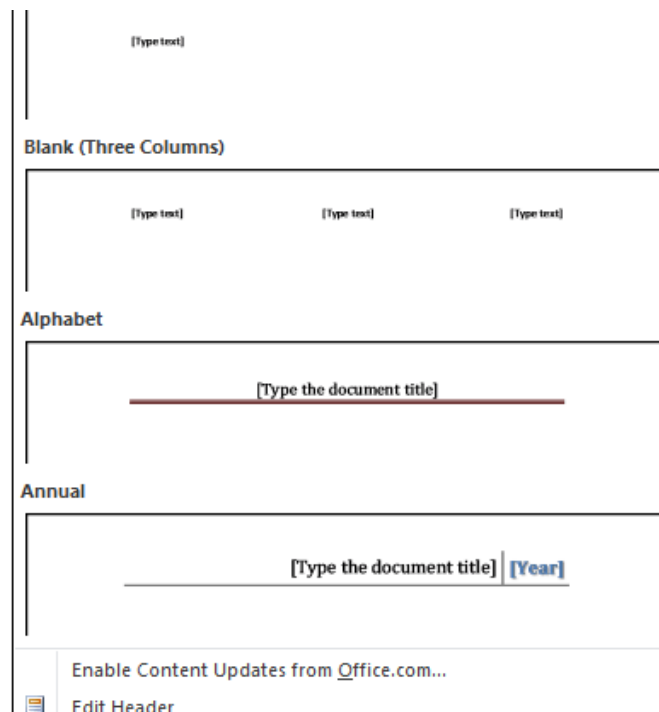 [Type text]
Blank (Three Columns)
[Type text] [Type text] [Type text]
Alphabet
[Type the document title]
Annual
[Type the document title] [Year]
Enable Content Updates from Office.com...
Edit Header